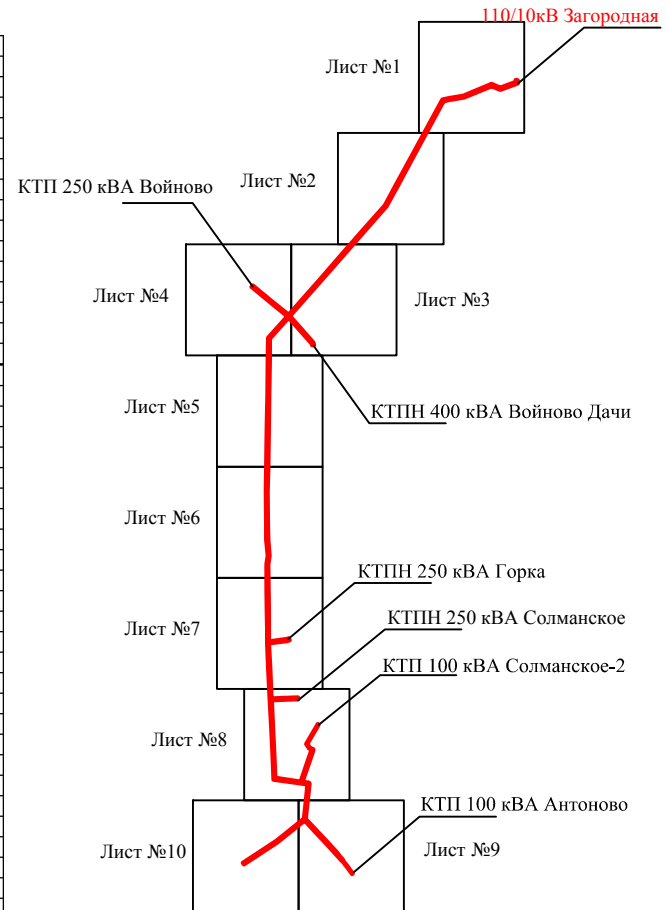 110/10кВ Загородная
Лист №1
Лист №2
КТП 250 кВА Войново
Лист №4
Лист №3
Лист №5
КТПН 400 кВА Войново Дачи
Лист №6
КТПН 250 кВА Горка
КТПН 250 кВА Солманское
Лист №7
КТП 100 кВА Солманское-2
Лист №8
КТП 100 кВА Антоново
Лист №10
Лист №9